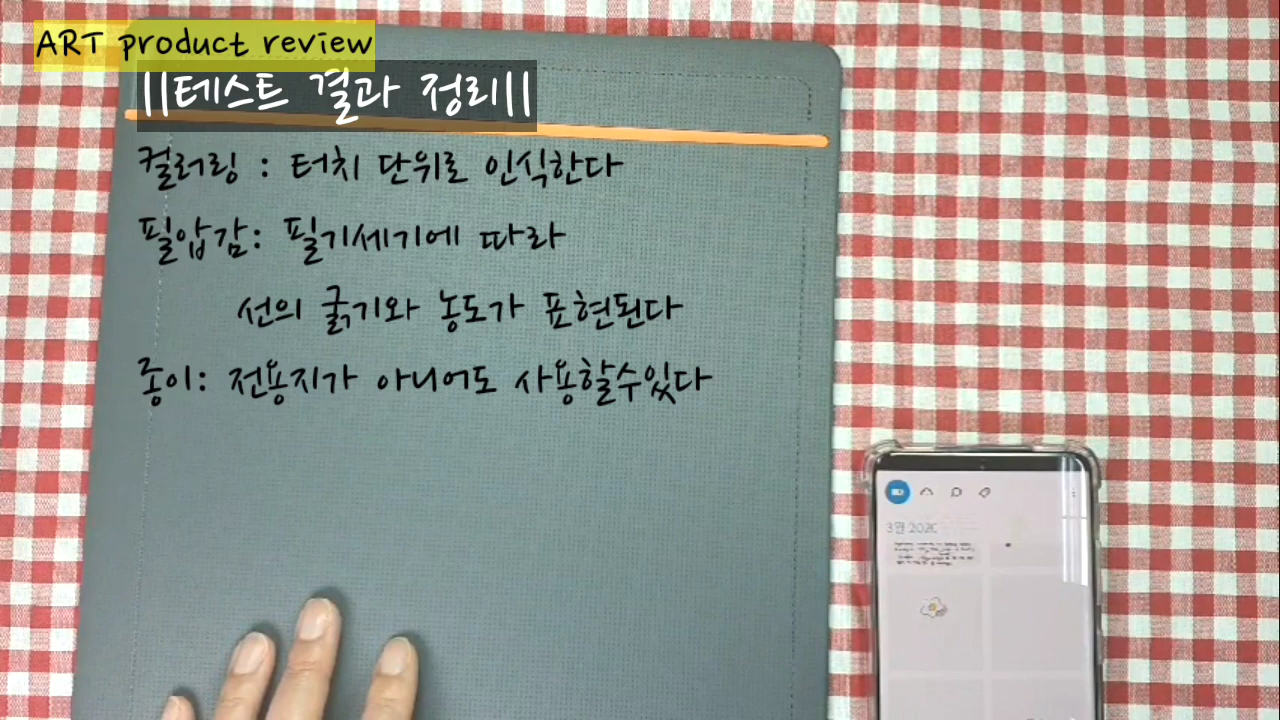 ART product review
||테스트 결과 정리||
컬러링 : 터치 단위로 인식한다
필압감: 필기세기에 따라
선의 굵기와 농도가 표현된다
종이: 전용지가 아니어도 사용할수있다
3월 2020